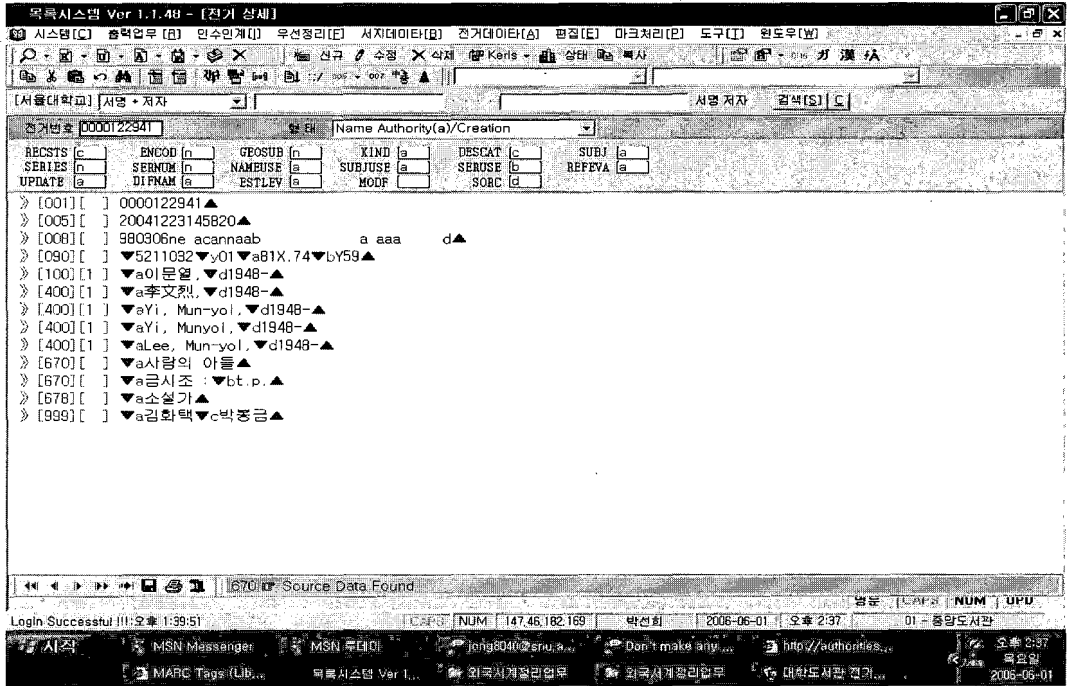 목록시스템 Ver 1.1.48 - [전거 상세]
시스템[C] 출력업무 [R] 인수인계[J] 우선정리[E] 서지데이타[B] 전거데이타[A] 편집[E] 마크처리[P] 도구[T] 윈도우[W]
신규 수정 삭제 Keris 상태 복사 カ 漢
[서울대학교] 서명 + 저자 서명 저자 검색[S] C
전거번호 0000122941 형 태 Name Authority(a)/Creation
RECSTS c ENCOD n GEOSUB n KIND a DESCAT c SUBJ a
SERIES n SERNUM n NAMEUSE a SUBJUSE a SERUSE b REFEVA a
UPDATE a DIFNAM a ESTLEV a MODF SORC d
》 [001][ ] 0000122941▲
》 [005][ ] 20041223145820▲
》 [008][ ] 980306ne acannaab a aaa d▲
》 [090][ ] ▼5211032▼y01▼a81X.74▼bY59▲
》 [100][1 ] ▼a이문열,▼d1948-▲
》 [400][1 ] ▼a李文烈,▼d1948-▲
》 [400][1 ] ▼aYi, Mun-yol,▼d1948-▲
》 [400][1 ] ▼aYi, Munyol,▼d1948-▲
》 [400][1 ] ▼aLee, Mun-yol,▼d1948-▲
》 [670][ ] ▼a사람의 아들▲
》 [670][ ] ▼a금시조 :▼bt.p.▲
》 [678][ ] ▼a소설가▲
》 [999][ ] ▼a김화택▼c박봉금▲
670 ☞ Source Data Found
영문 CAPS NUM UPD
Login Successful !!!:오후 1:39:51 CAPS NUM 147.46.182.169 박선희 2006-06-01 오후 2:37 01 - 중앙도서관
시작 MSN Messenger MSN 투데이 jong8040@snu.a... Don't make any ... http://authorities,... 오후 2:37
MARC Tags (Lib... 목록시스템 Ver 1.... 외국서계정리업무 외국서계정리업무 대학도서관 전거... 목요일
2006-06-01